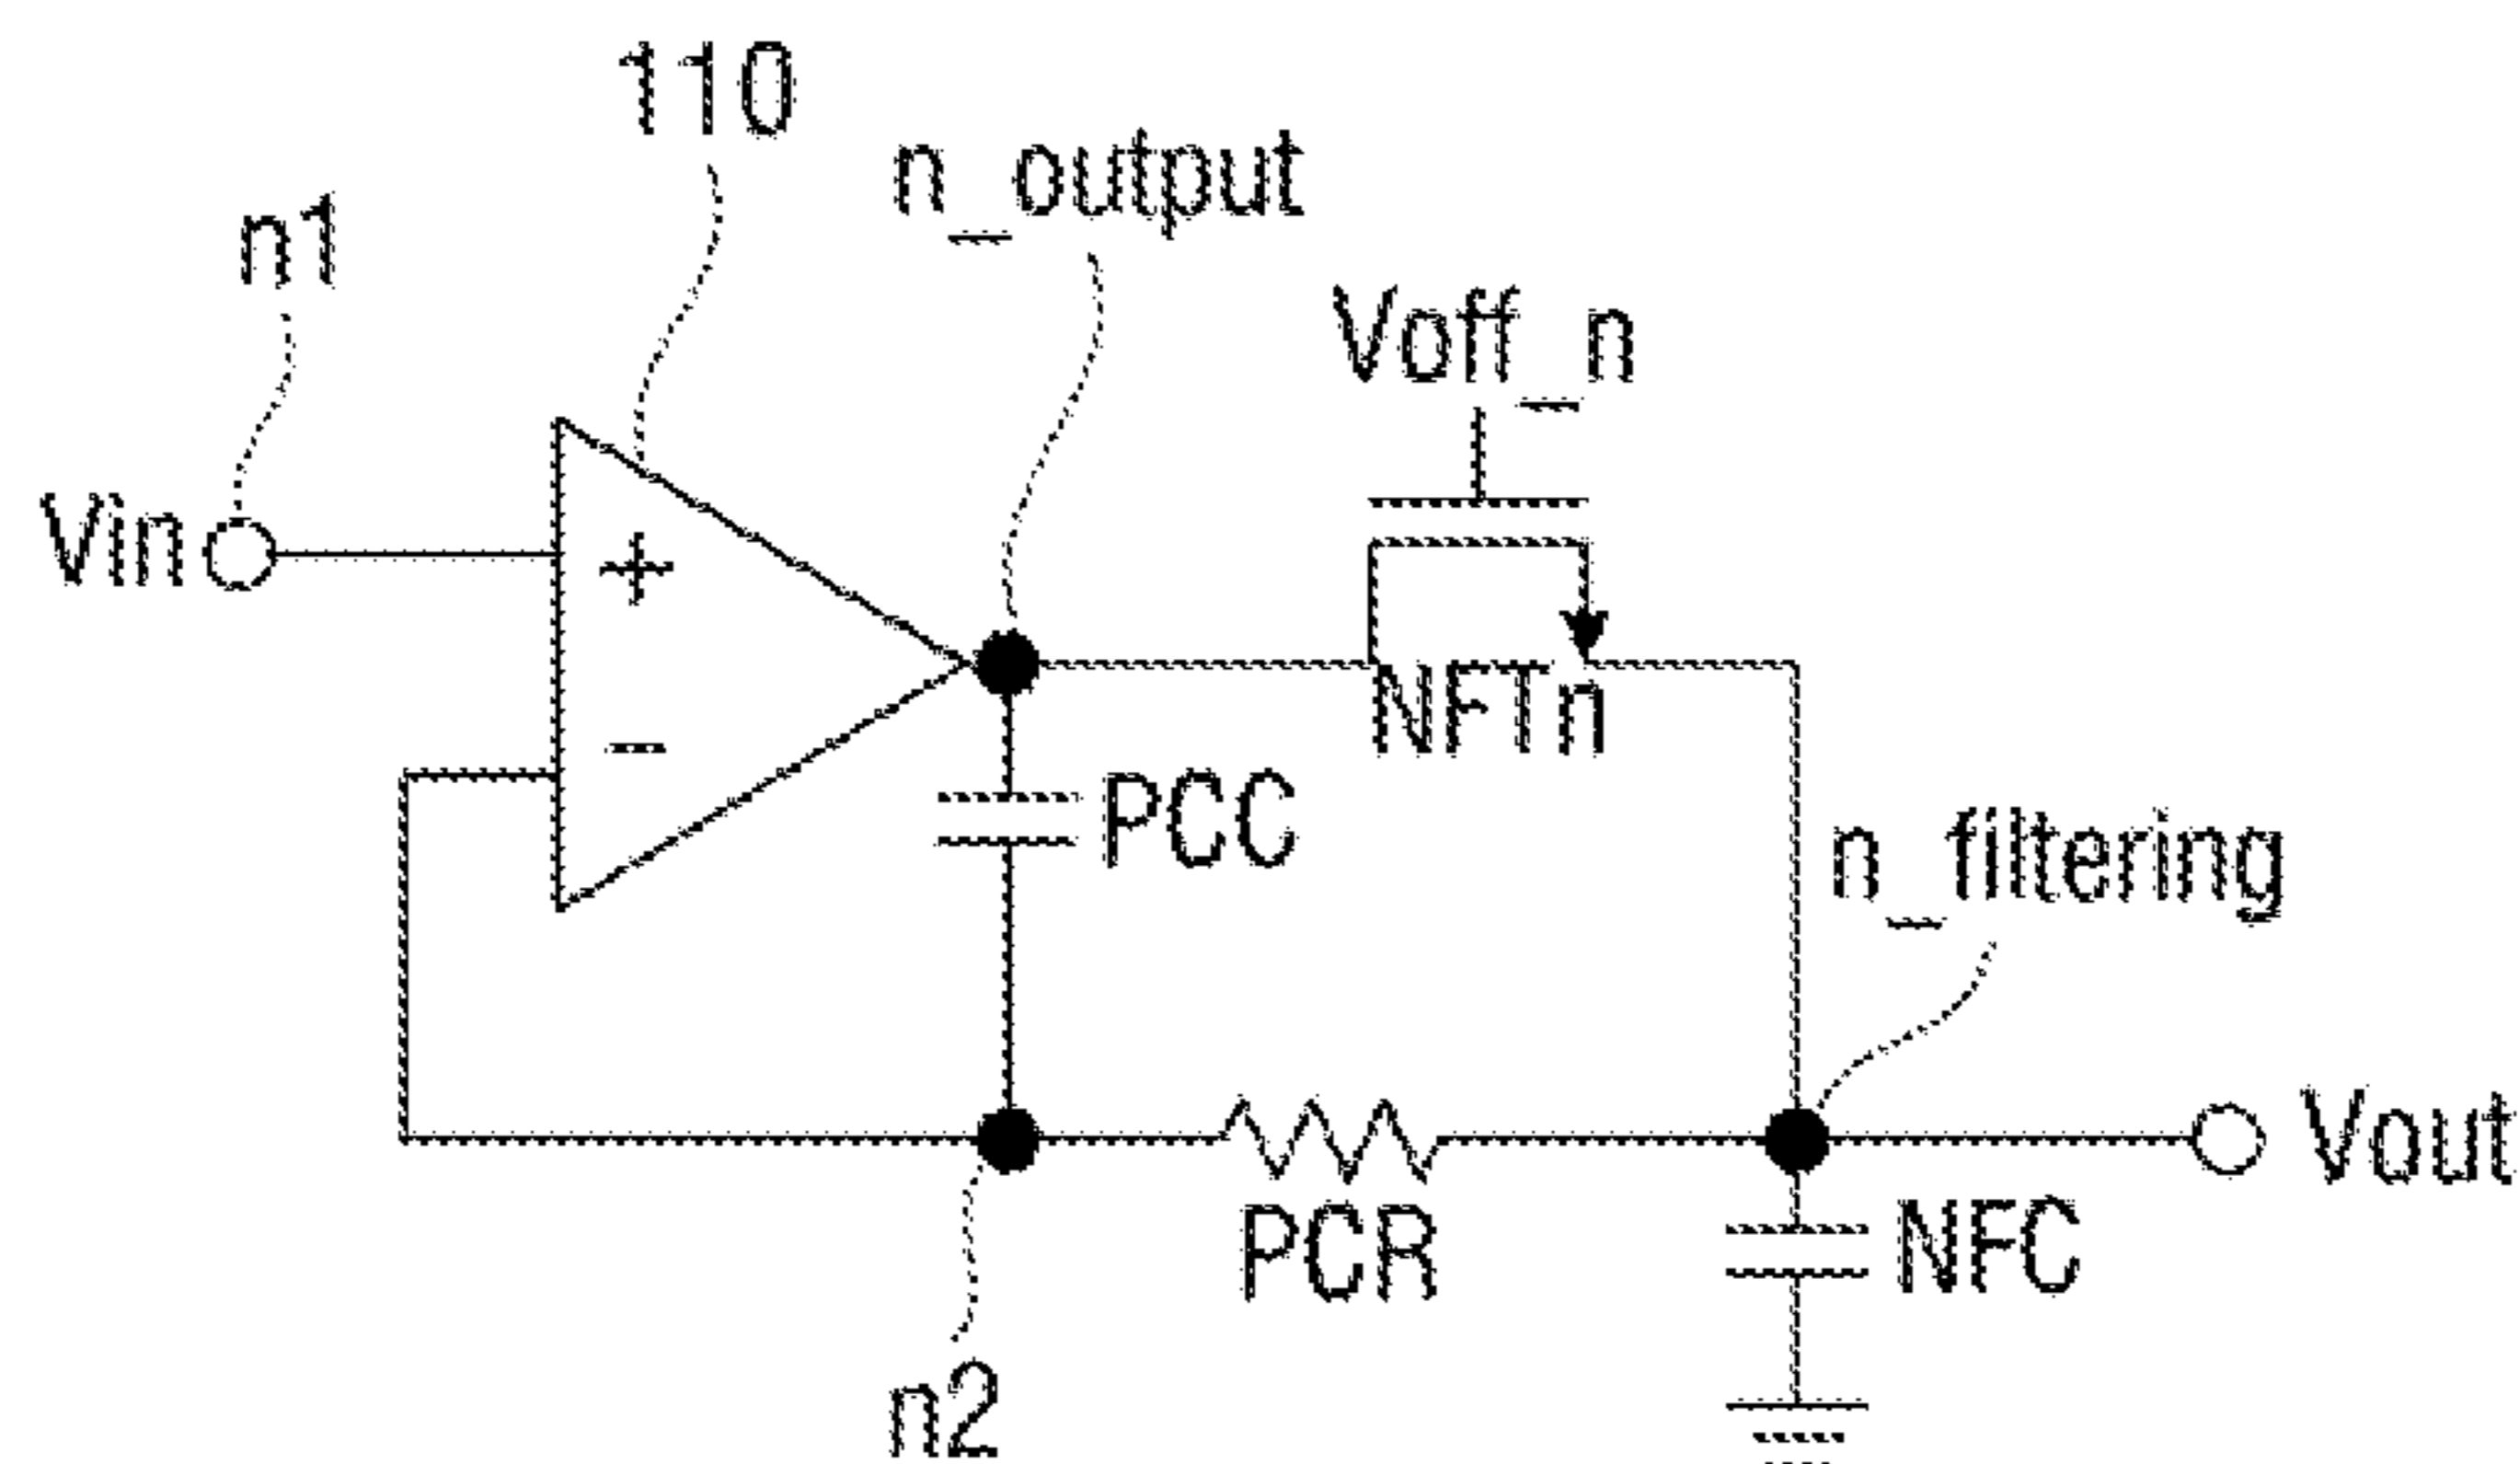 110
n_output
n1
Voff_n
Vin
+
NFTn
−
PCC
n_filtering
Vout
PCR
NFC
n2